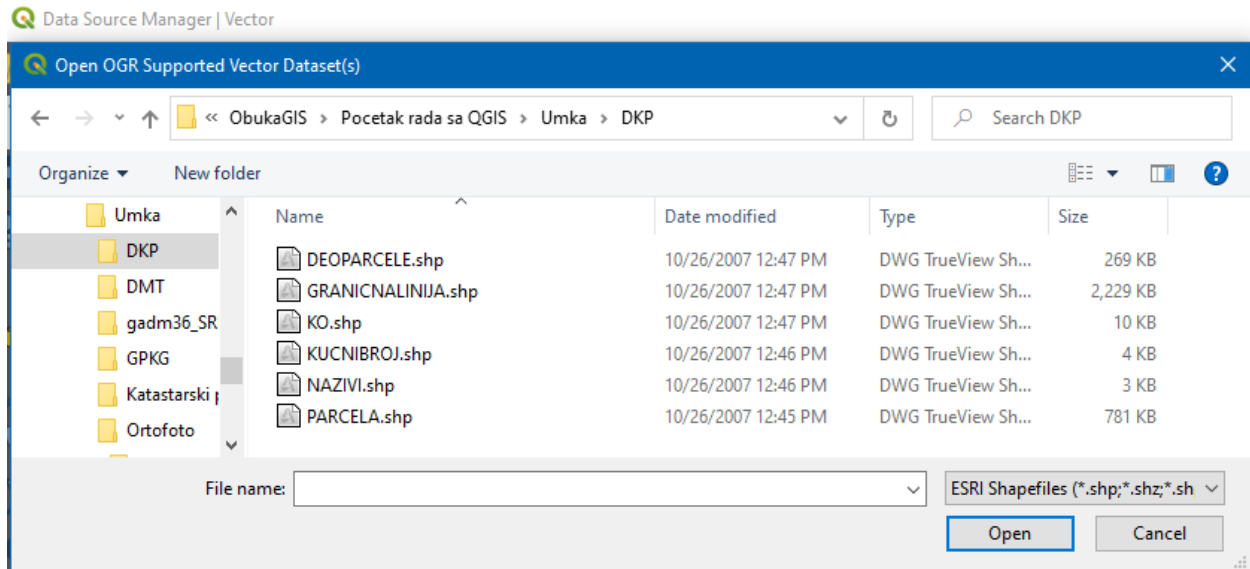 Data Source Manager | Vector
Open OGR Supported Vector Dataset(s)
« ObukaGIS > Pocetak rada sa QGIS > Umka > DKP
Search DKP
Organize
New folder
Umka
DKP
DMT
gadm36_SR
GPKG
Katastarski
Ortofoto
Name Date modified Type Size
DEOPARCELE.shp 10/26/2007 12:47 PM DWG TrueView Sh... 269 KB
GRANICNALINIJA.shp 10/26/2007 12:47 PM DWG TrueView Sh... 2,229 KB
KO.shp 10/26/2007 12:47 PM DWG TrueView Sh... 10 KB
KUCNIBROJ.shp 10/26/2007 12:46 PM DWG TrueView Sh... 4 KB
NAZIVI.shp 10/26/2007 12:46 PM DWG TrueView Sh... 3 KB
PARCELA.shp 10/26/2007 12:45 PM DWG TrueView Sh... 781 KB
File name:
ESRI Shapefiles (*.shp;*.shz;*.sh
Open
Cancel